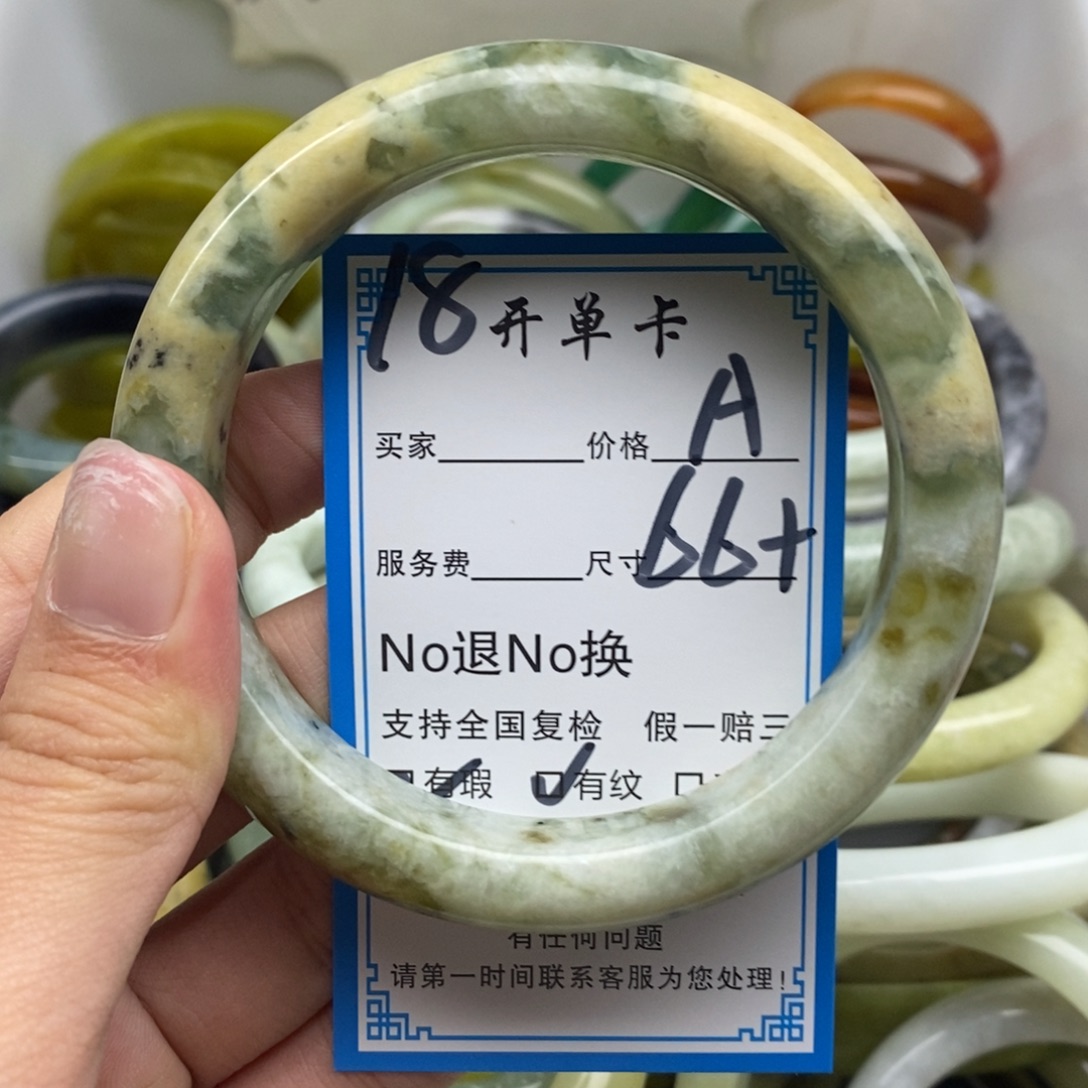 18 开单卡
买家 价格 A
服务费 尺寸 66+
No退No换
支持全国复检 假一赔三
有瑕 有纹
有任何问题
请第一时间联系客服为您处理!